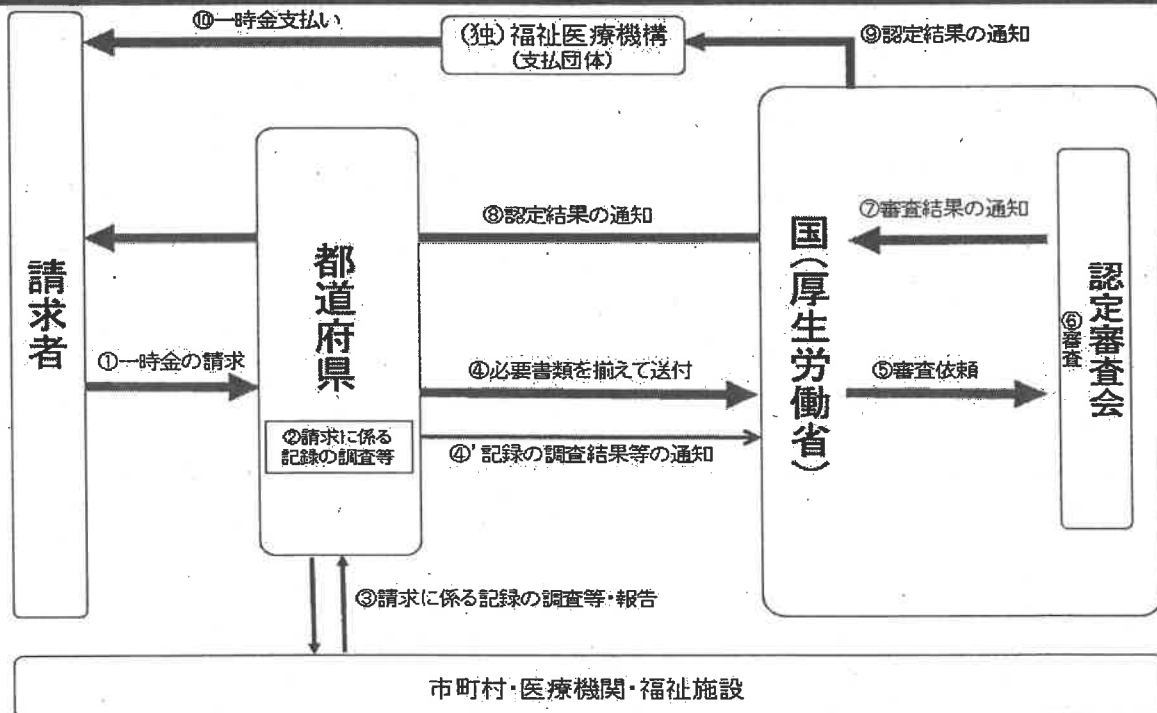 ⑩一時金支払い
(独)福祉医療機構
(支払団体)
⑨認定結果の通知
請求者
都道府県
⑧認定結果の通知
国(厚生労働省)
⑦審査結果の通知
認定審査会
⑥審査
①一時金の請求
④必要書類を揃えて送付
⑤審査依頼
②請求に係る
記録の調査等
④'記録の調査結果等の通知
③請求に係る記録の調査等・報告
市町村・医療機関・福祉施設